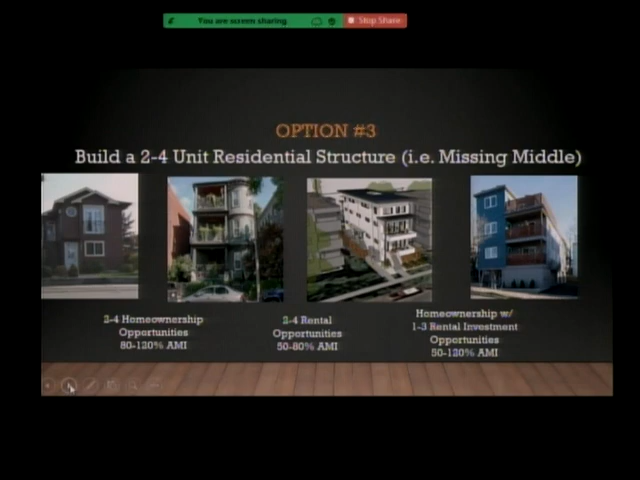 You are screen sharing
Stop Share
OPTION #3
Build a 2-4 Unit Residential Structure (i.e. Missing Middle)
2-4 Homeownership
Opportunities
80-120% AMI
2-4 Rental
Opportunities
50-80% AMI
Homeownership w/
1-3 Rental Investment
Opportunities
50-120% AMI